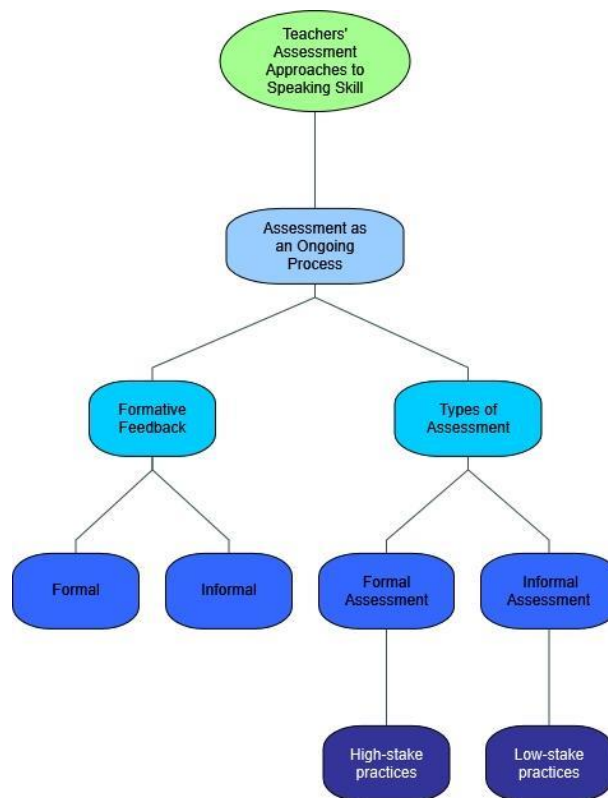 Teachers'
Assessment
Approaches to
Speaking Skill
Assessment as
an Ongoing
Process
Formative
Feedback
Types of
Assessment
Formal
Informal
Formal
Assessment
Informal
Assessment
High-stake
practices
Low-stake
practices